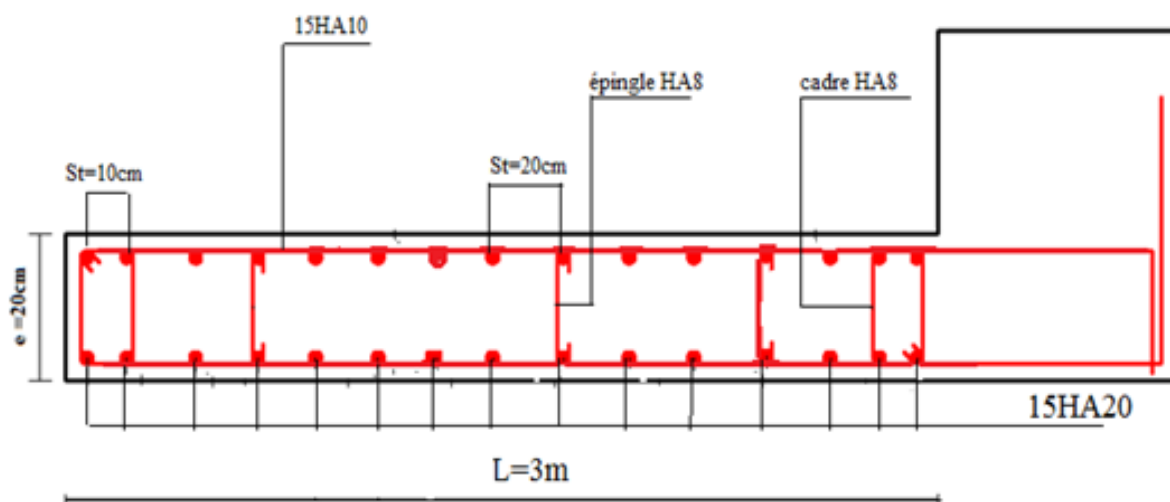 15HA10
épingle HA8
cadre HA8
St=10cm
St=20cm
e =20cm
15HA20
L=3m